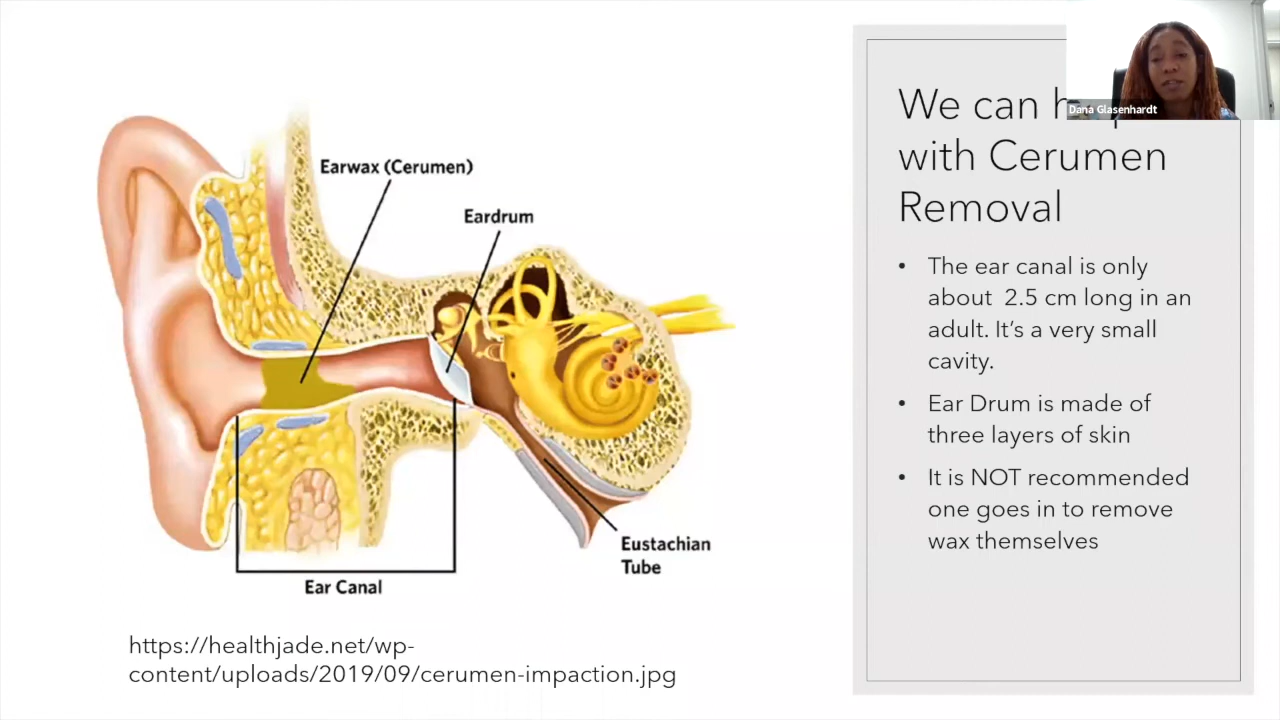 Earwax (Cerumen)
Eardrum
Eustachian
Tube
Ear Canal
https://healthjade.net/wp-
content/uploads/2019/09/cerumen-impaction.jpg
Dana Glasenhardt
We can
with Cerumen
Removal
• The ear canal is only
about 2.5 cm long in an
adult. It’s a very small
cavity.
• Ear Drum is made of
three layers of skin
• It is NOT recommended
one goes in to remove
wax themselves